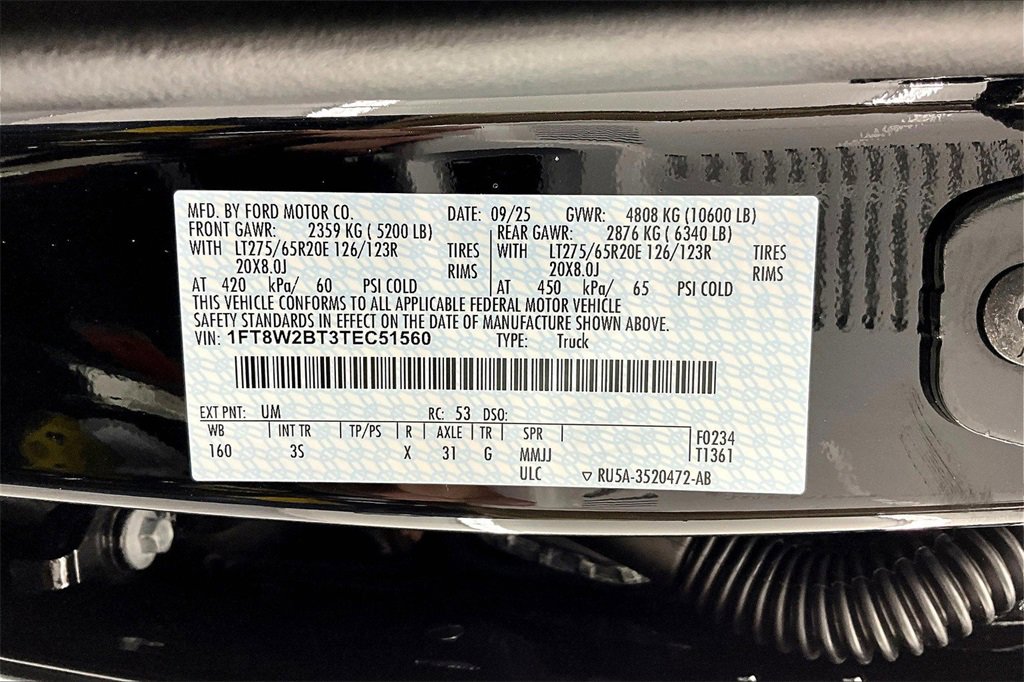 MFD. BY FORD MOTOR CO. DATE: 09/25 GVWR: 4808 KG (10600 LB)
FRONT GAWR: 2359 KG ( 5200 LB) REAR GAWR: 2876 KG ( 6340 LB)
WITH LT275/65R20E 126/123R TIRES WITH LT275/65R20E 126/123R TIRES
20X8.0J RIMS 20X8.0J RIMS
AT 420 kPa/ 60 PSI COLD AT 450 kPa/ 65 PSI COLD
THIS VEHICLE CONFORMS TO ALL APPLICABLE FEDERAL MOTOR VEHICLE
SAFETY STANDARDS IN EFFECT ON THE DATE OF MANUFACTURE SHOWN ABOVE.
VIN: 1FT8W2BT3TEC51560 TYPE: Truck
EXT PNT: UM RC: 53 DSO:
WB INT TR TP/PS R AXLE TR SPR F0234
160 3S X 31 G MMJJ T1361
ULC ▽ RU5A-3520472-AB